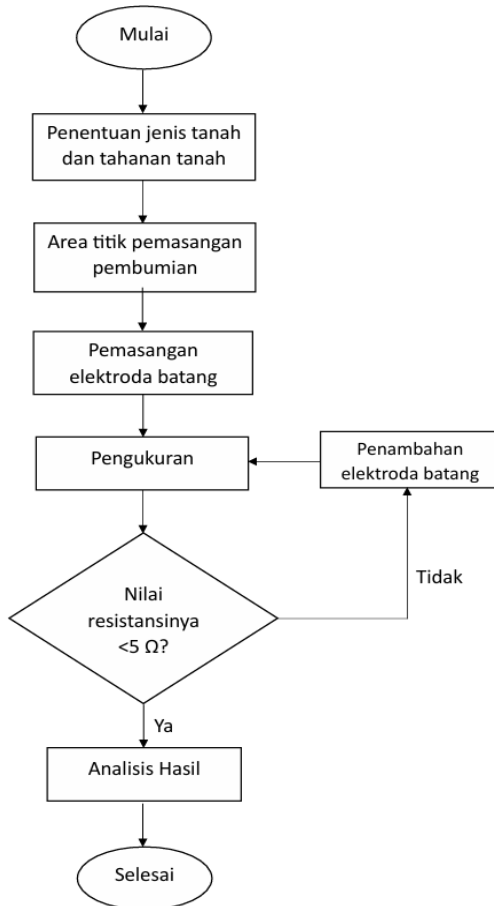 Mulai
Penentuan jenis tanah
dan tahanan tanah
Area titik pemasangan
pembumian
Pemasangan
elektroda batang
Pengukuran
Penambahan
elektroda batang
Tidak
Nilai
resistansinya
<5 Ω?
Ya
Analisis Hasil
Selesai